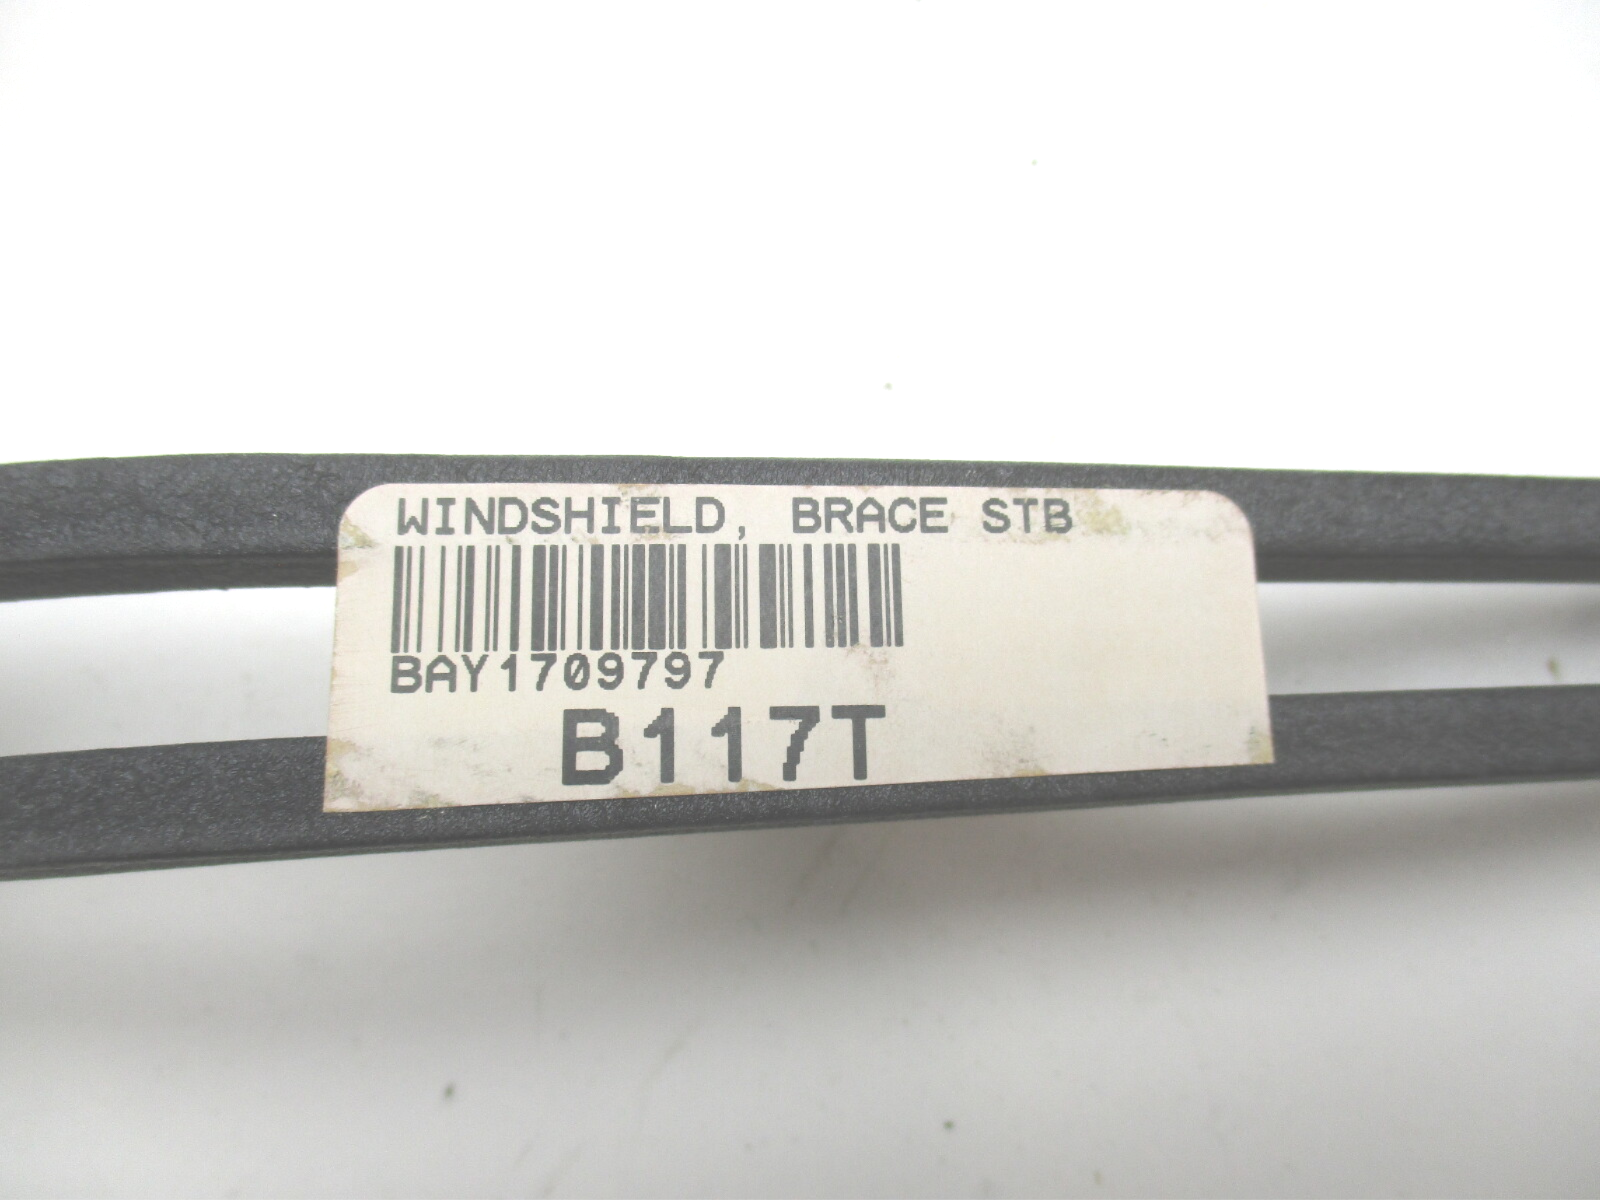 WINDSHIELD, BRACE STB
BAY1709797
B117T